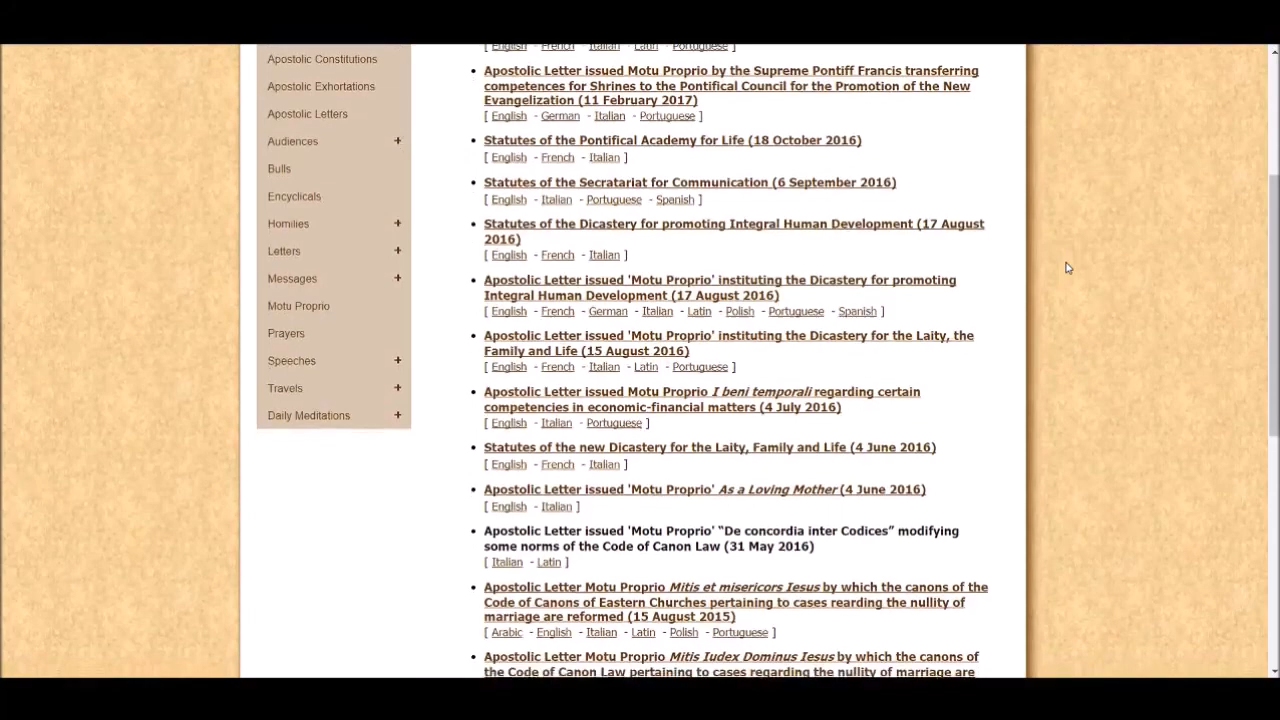 Apostolic Constitutions
Apostolic Exhortations
Apostolic Letters
Audiences +
Bulls
Encyclicals
Homilies +
Letters +
Messages +
Motu Proprio
Prayers
Speeches +
Travels +
Daily Meditations +
[ English - French - Italian - Latin - Portuguese ]
• Apostolic Letter issued Motu Proprio by the Supreme Pontiff Francis transferring
competences for Shrines to the Pontifical Council for the Promotion of the New
Evangelization (11 February 2017)
[ English - German - Italian - Portuguese ]
• Statutes of the Pontifical Academy for Life (18 October 2016)
[ English - French - Italian ]
• Statutes of the Secratariat for Communication (6 September 2016)
[ English - Italian - Portuguese - Spanish ]
• Statutes of the Dicastery for promoting Integral Human Development (17 August
2016)
[ English - French - Italian ]
• Apostolic Letter issued 'Motu Proprio' instituting the Dicastery for promoting
Integral Human Development (17 August 2016)
[ English - French - German - Italian - Latin - Polish - Portuguese - Spanish ]
• Apostolic Letter issued 'Motu Proprio' instituting the Dicastery for the Laity, the
Family and Life (15 August 2016)
[ English - French - Italian - Latin - Portuguese ]
• Apostolic Letter issued Motu Proprio I beni temporali regarding certain
competencies in economic-financial matters (4 July 2016)
[ English - Italian - Portuguese ]
• Statutes of the new Dicastery for the Laity, Family and Life (4 June 2016)
[ English - French - Italian ]
• Apostolic Letter issued 'Motu Proprio' As a Loving Mother (4 June 2016)
[ English - Italian ]
• Apostolic Letter issued 'Motu Proprio' “De concordia inter Codices” modifying
some norms of the Code of Canon Law (31 May 2016)
[ Italian - Latin ]
• Apostolic Letter Motu Proprio Mitis et misericors Iesus by which the canons of the
Code of Canons of Eastern Churches pertaining to cases rearding the nullity of
marriage are reformed (15 August 2015)
[ Arabic - English - Italian - Latin - Polish - Portuguese ]
• Apostolic Letter Motu Proprio Mitis Iudex Dominus Iesus by which the canons of
the Code of Canon Law pertaining to cases regarding the nullity of marriage are